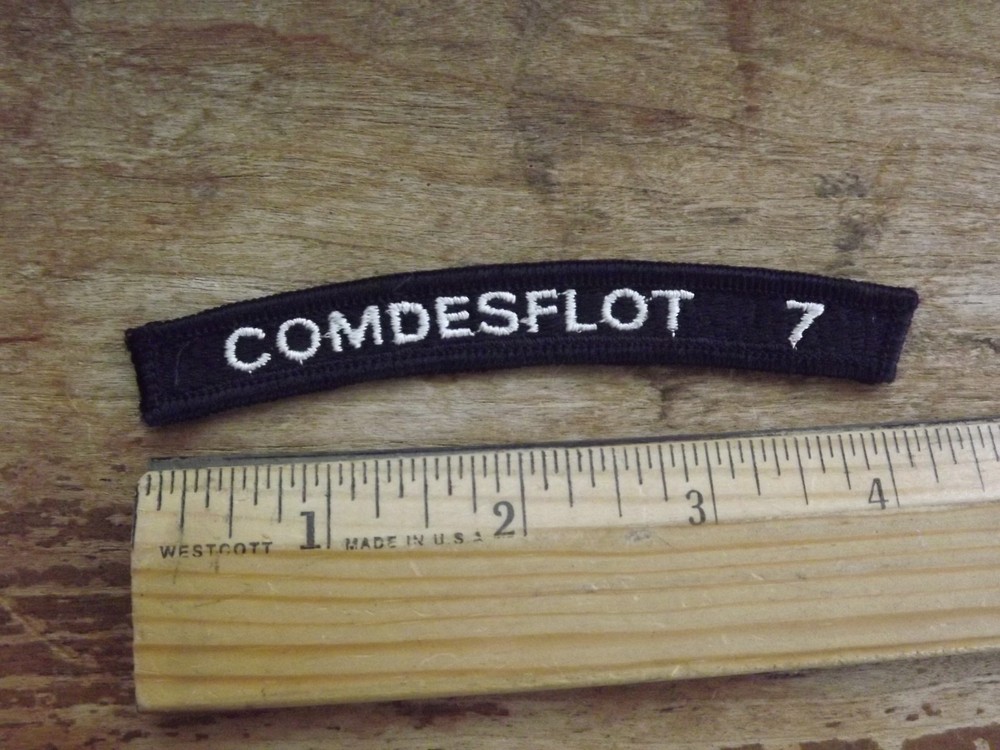 COMDESFLOT 7
1 2 3 4
WESTCOTT MADE IN U.S.A